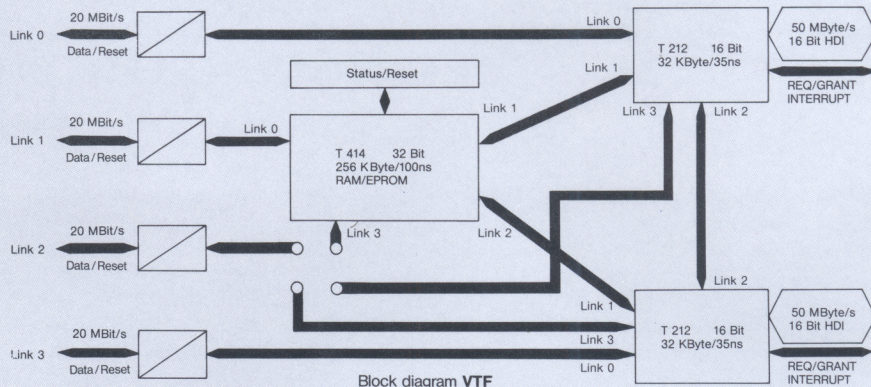 20 MBit/s
Link 0
Data/Reset
Link 0
T 212 16 Bit
32 KByte/35ns
50 MByte/s
16 Bit HDI
REQ/GRANT
INTERRUPT
Link 1
Link 3
Link 2
Status/Reset
20 MBit/s
Link 1
Data/Reset
Link 0
Link 1
T 414 32 Bit
256 KByte/100ns
RAM/EPROM
Link 3
Link 2
20 MBit/s
Link 2
Data/Reset
20 MBit/s
Link 3
Data/Reset
Link 2
Link 1
Link 3
Link 0
T 212 16 Bit
32 KByte/35ns
50 MByte/s
16 Bit HDI
REQ/GRANT
INTERRUPT
Block diagram VTF